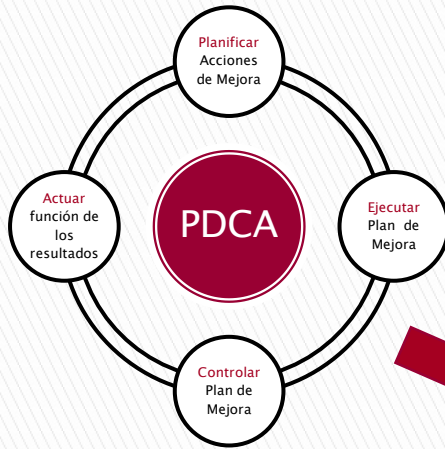 Planificar
Acciones
de Mejora
Actuar
función de
los
resultados
PDCA
Ejecutar
Plan de
Mejora
Controlar
Plan de
Mejora